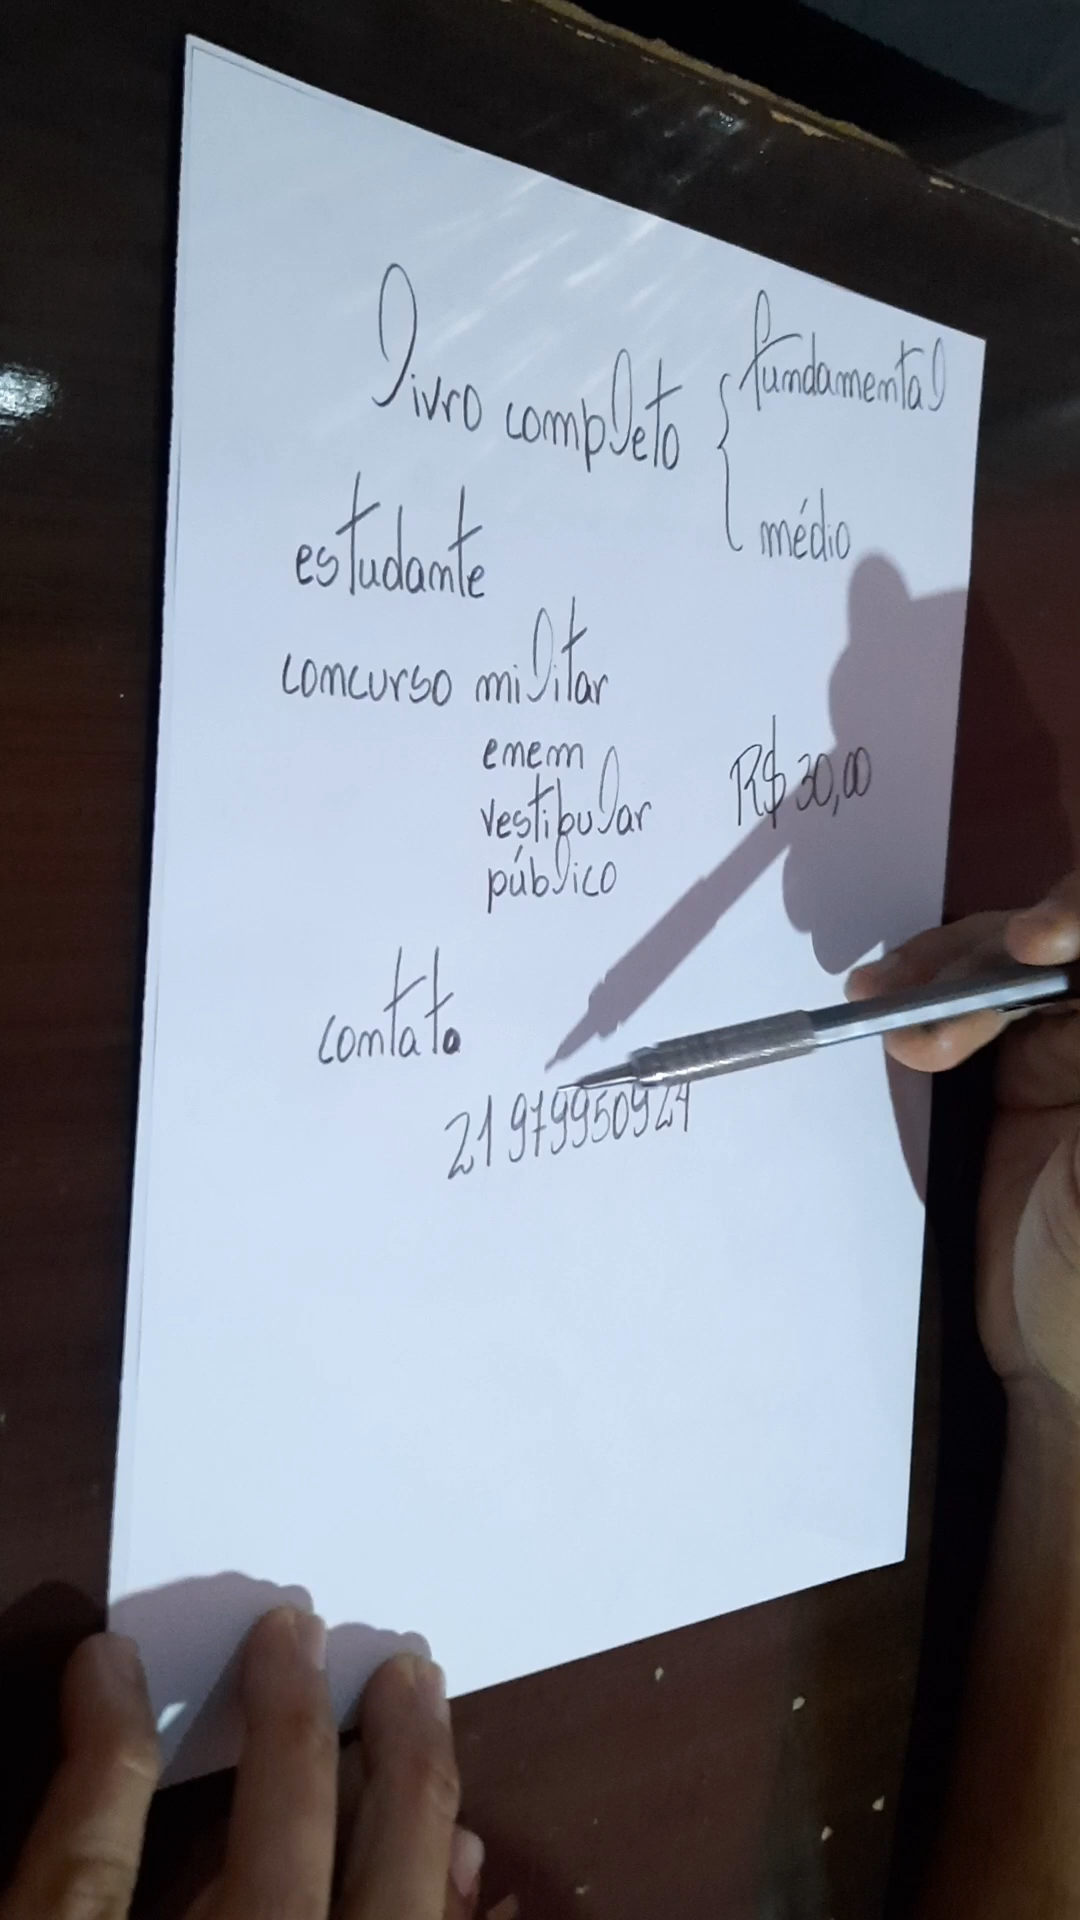 livro completo { fundamental
médio
estudante
concurso militar
enem
vestibular R$ 30,00
público
contato
21979950924